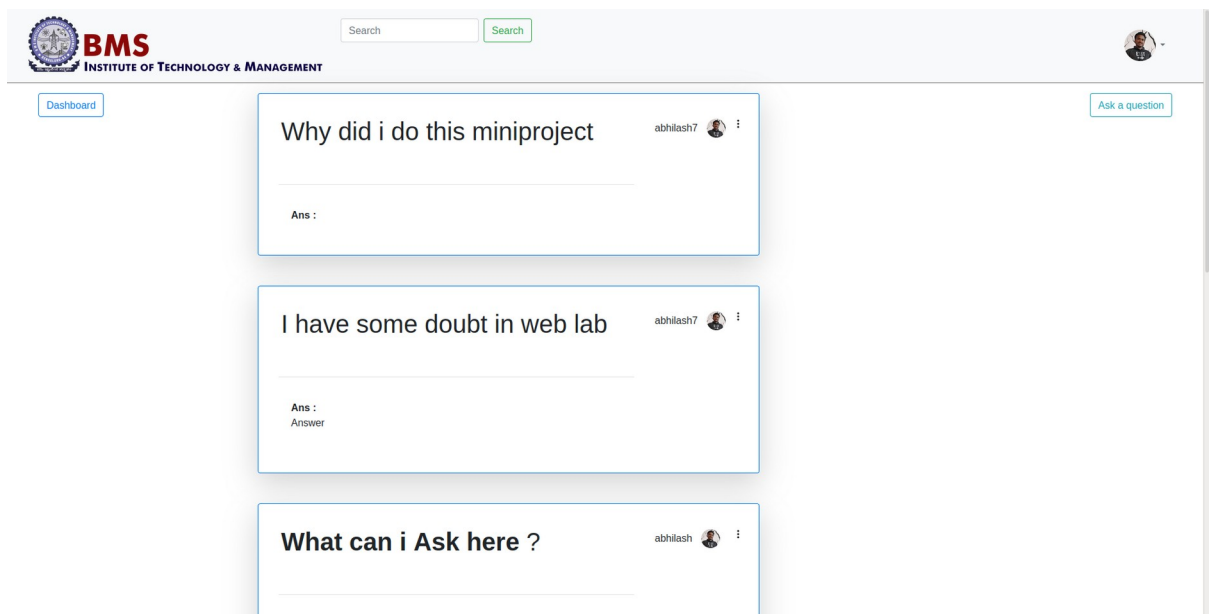 Search
Search
BMS
INSTITUTE OF TECHNOLOGY & MANAGEMENT
Dashboard
Ask a question
Why did i do this miniproject
abhilash7
Ans :
I have some doubt in web lab
abhilash7
Ans :
Answer
What can i Ask here ?
abhilash